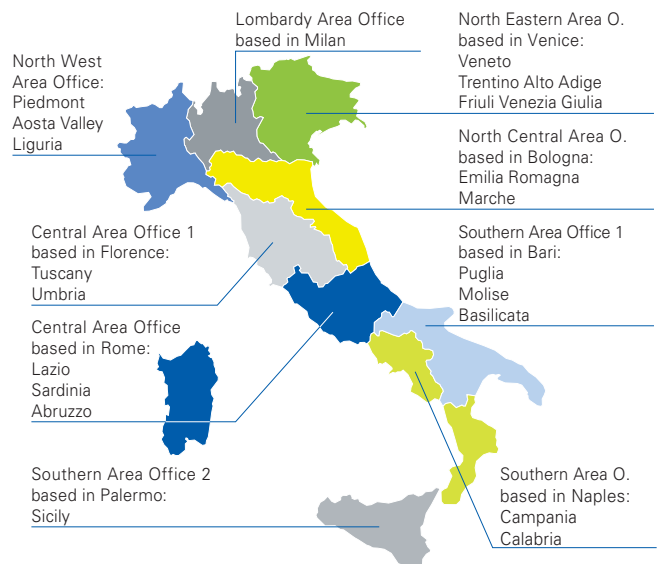 Lombardy Area Office
based in Milan
North Eastern Area O.
based in Venice:
Veneto
Trentino Alto Adige
Friuli Venezia Giulia
North West
Area Office:
Piedmont
Aosta Valley
Liguria
North Central Area O.
based in Bologna:
Emilia Romagna
Marche
Central Area Office 1
based in Florence:
Tuscany
Umbria
Southern Area Office 1
based in Bari:
Puglia
Molise
Basilicata
Central Area Office
based in Rome:
Lazio
Sardinia
Abruzzo
Southern Area Office 2
based in Palermo:
Sicily
Southern Area O.
based in Naples:
Campania
Calabria